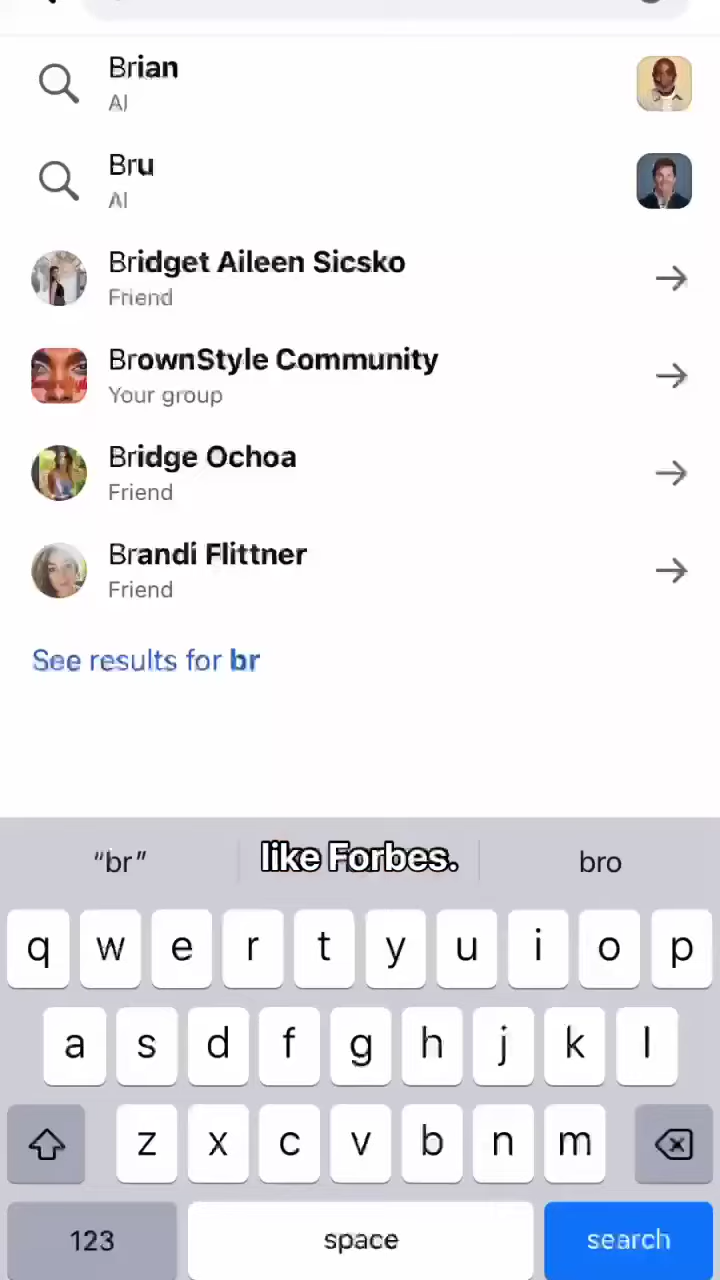 Brian
AI
Bru
AI
Bridget Aileen Sicsko
Friend
BrownStyle Community
Your group
Bridge Ochoa
Friend
Brandi Flittner
Friend
See results for br
“br”
like Forbes.
bro
q w e r t y u i o p
a s d f g h j k l
z x c v b n m
123 space search